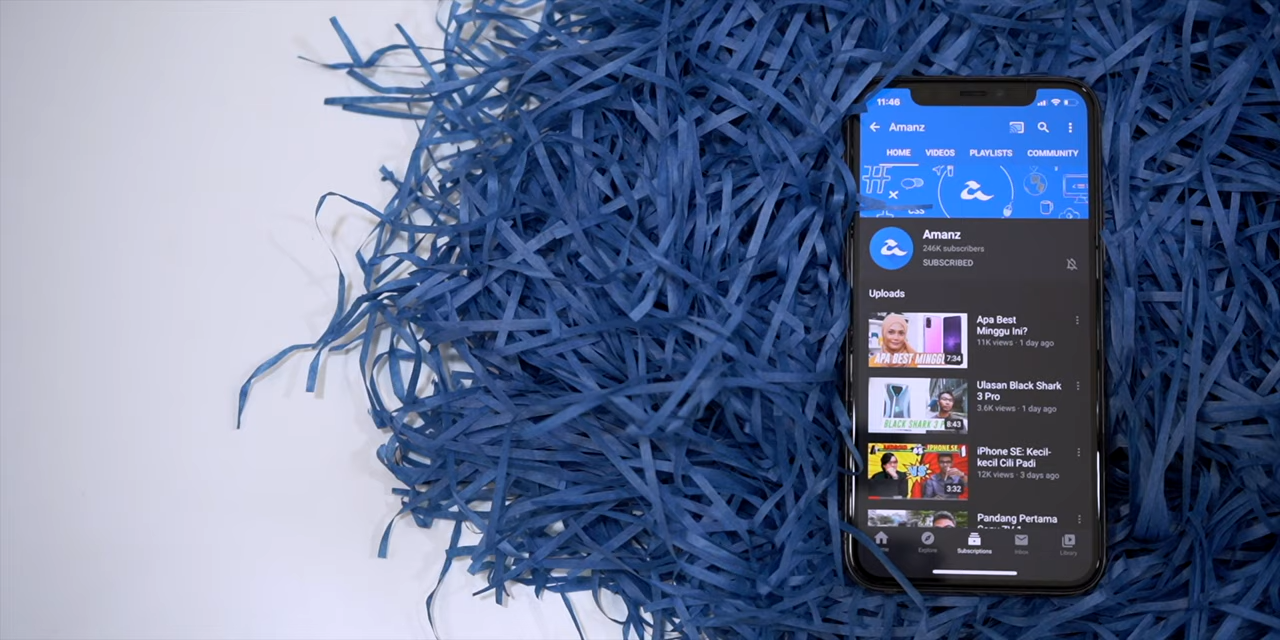 11:46
Amanz
HOME VIDEOS PLAYLISTS COMMUNITY
#
CSS
Amanz
246K subscribers
SUBSCRIBED
Uploads
Apa Best
Minggu Ini?
11K views · 1 day ago
APA BEST MINGGU
7:34
Ulasan Black Shark
3 Pro
3.6K views · 1 day ago
BLACK SHARK 3 P
8:43
iPhone SE: Kecil-
kecil Cili Padi
12K views · 3 days ago
IPHONE SE
VS
3:32
Pandang Pertama
Explore Subscriptions Inbox Library